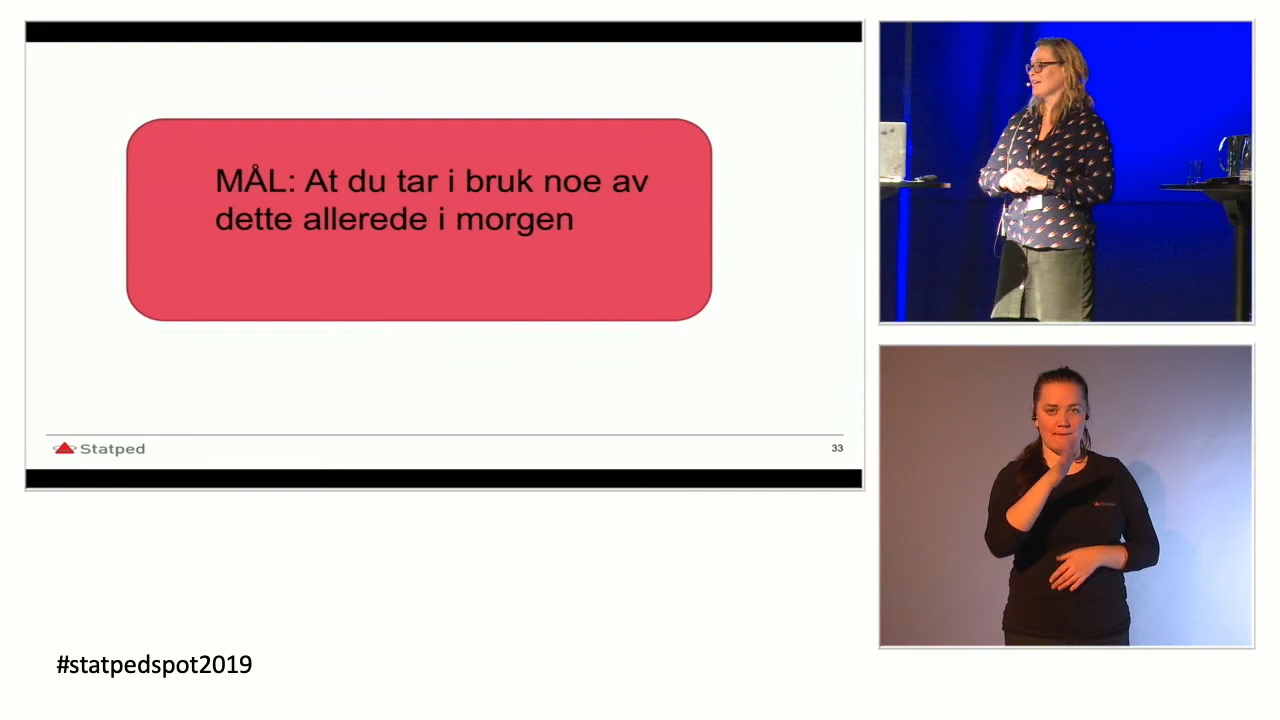 MÅL: At du tar i bruk noe av
dette allerede i morgen
Statped
33
#statpedspot2019